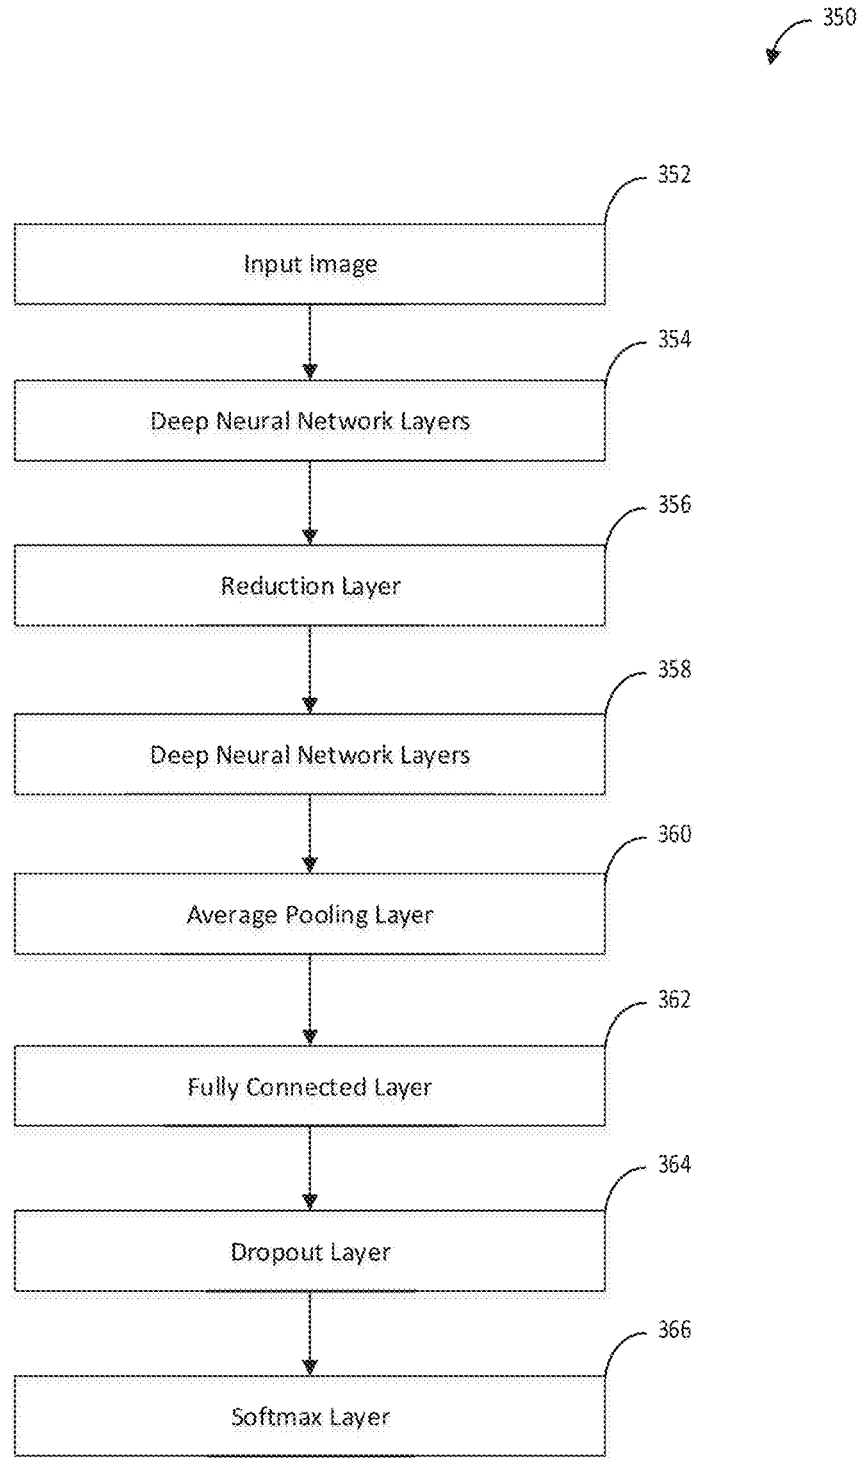 350
352
Input Image
354
Deep Neural Network Layers
356
Reduction Layer
358
Deep Neural Network Layers
360
Average Pooling Layer
362
Fully Connected Layer
364
Dropout Layer
366
Softmax Layer